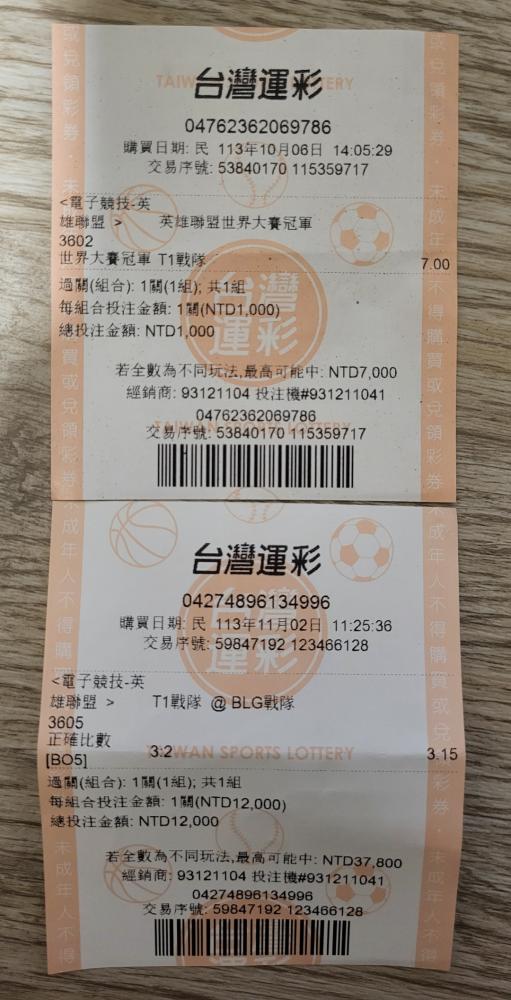 台灣運彩
04762362069786
購買日期: 民 113年10月06日 14:05:29
交易序號: 53840170 115359717
<電子競技-英
雄聯盟 > 英雄聯盟世界大賽冠軍
3602
世界大賽冠軍 T1戰隊 7.00
過關(組合): 1關(1組); 共1組
每組合投注金額: 1關(NTD1,000)
總投注金額: NTD1,000
若全數為不同玩法,最高可能中: NTD7,000
經銷商: 93121104 投注機#931211041
04762362069786
交易序號: 53840170 115359717
台灣運彩
04274896134996
購買日期: 民 113年11月02日 11:25:36
交易序號: 59847192 123466128
<電子競技-英
雄聯盟 > T1戰隊 @ BLG戰隊
3605
正確比數
[BO5] 3:2 3.15
TAIWAN SPORTS LOTTERY
過關(組合): 1關(1組); 共1組
每組合投注金額: 1關(NTD12,000)
總投注金額: NTD12,000
若全數為不同玩法,最高可能中: NTD37,800
經銷商: 93121104 投注機#931211041
04274896134996
交易序號: 59847192 123466128